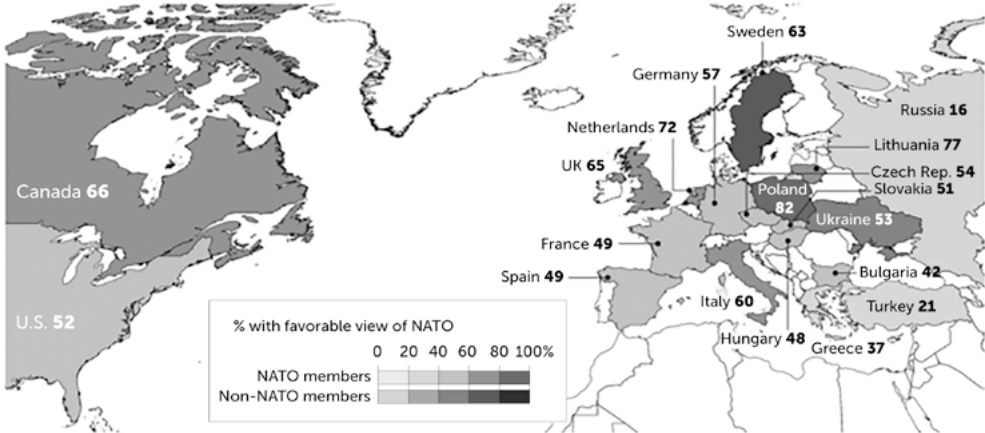 Sweden 63
Germany 57
Russia 16
Netherlands 72
Lithuania 77
UK 65
Czech Rep. 54
Canada 66
Poland
82
Slovakia 51
Ukraine 53
France 49
Spain 49
Bulgaria 42
Italy 60
Turkey 21
U.S. 52
Hungary 48
Greece 37
% with favorable view of NATO
0 20 40 60 80 100%
NATO members
Non-NATO members